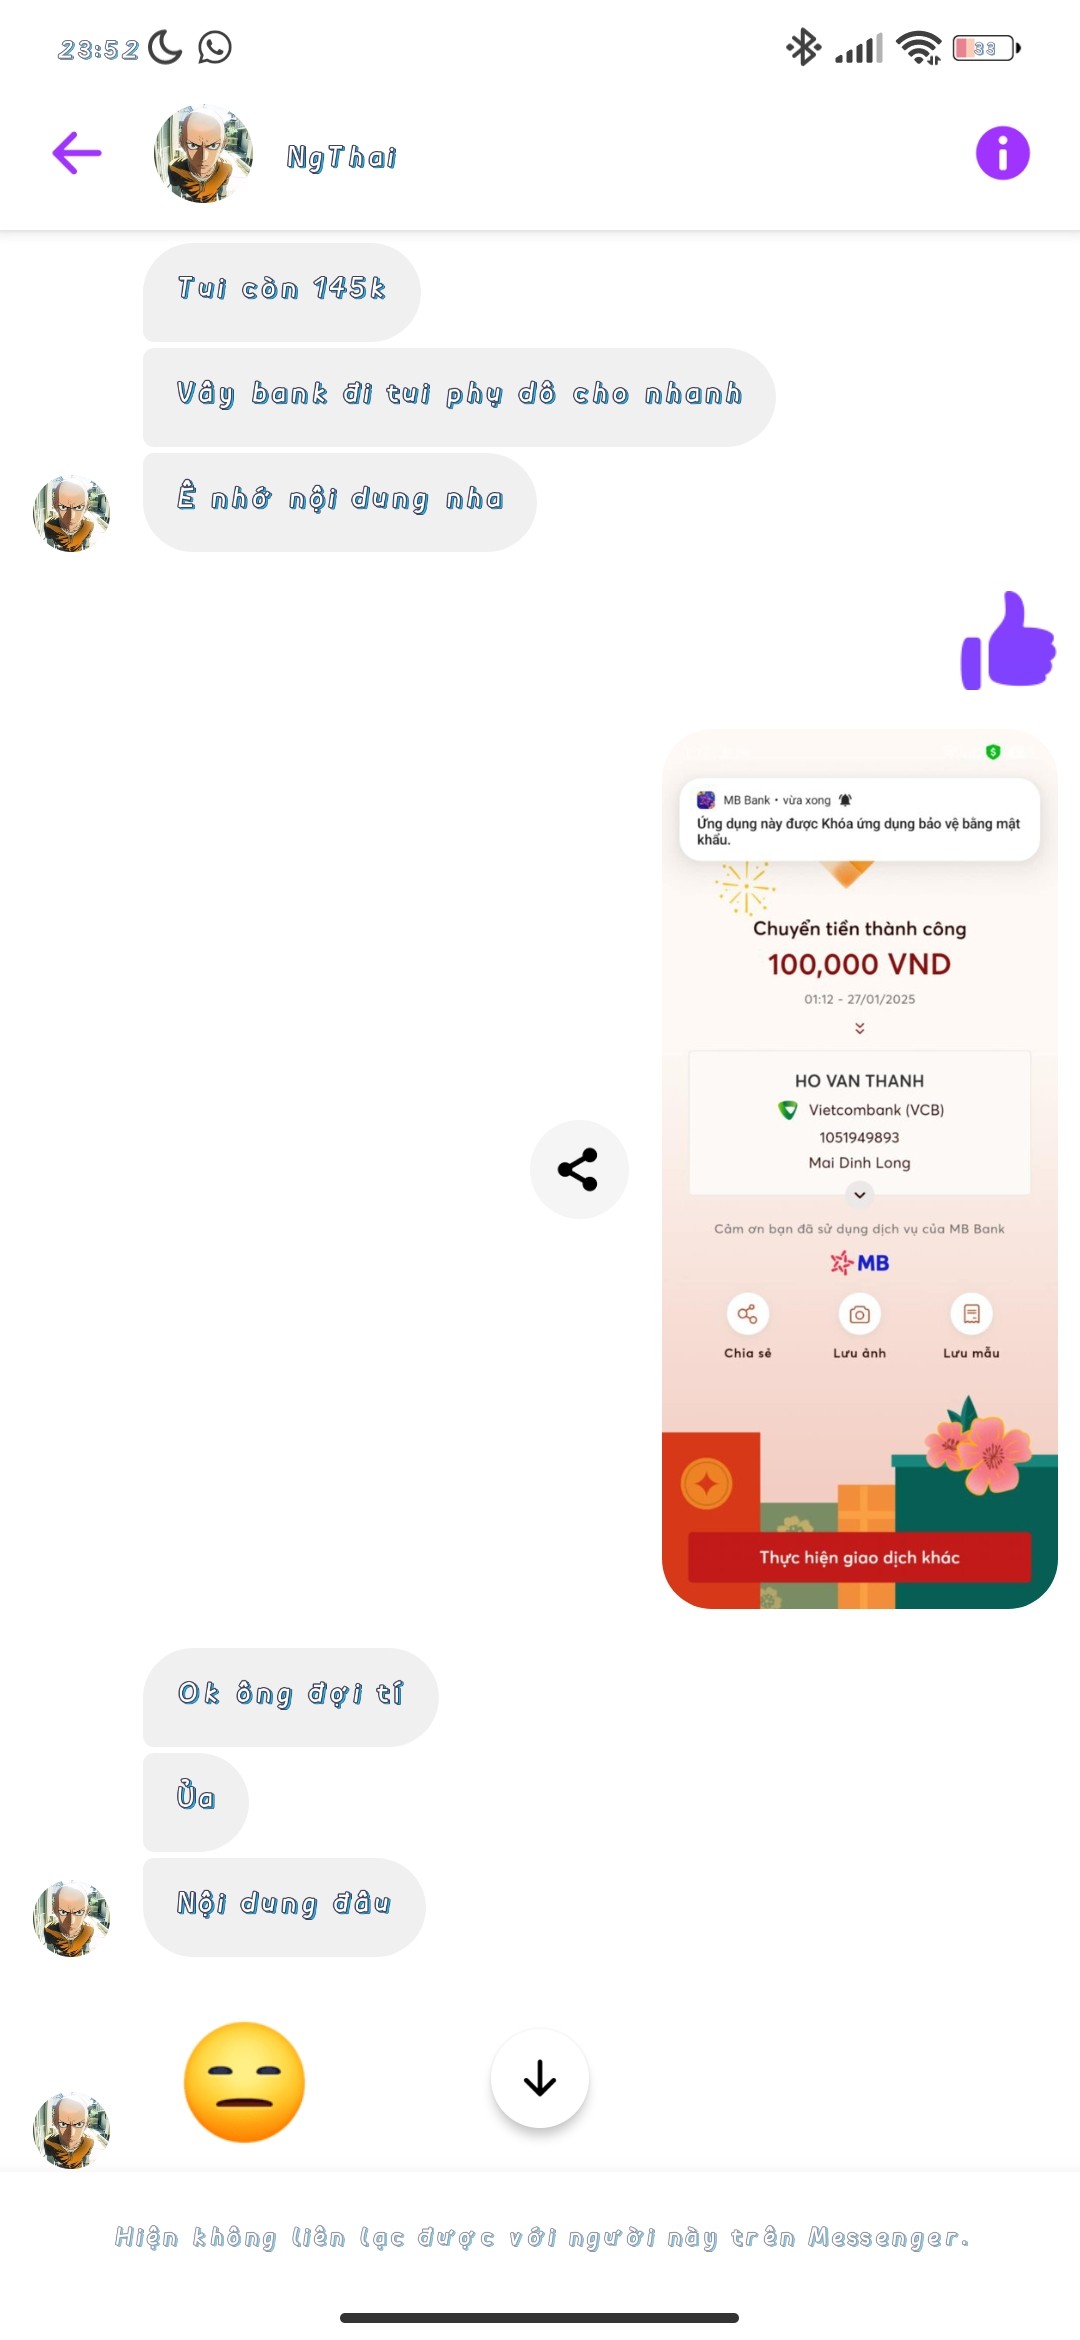 23:52
33
NgThai
Tui còn 145k
Vây bank đi tui phụ dô cho nhanh
Ê nhớ nội dung nha
MB Bank • vừa xong
Ứng dụng này được Khóa ứng dụng bảo vệ bằng mật
khẩu.
Chuyển tiền thành công
100,000 VND
01:12 - 27/01/2025
HO VAN THANH
Vietcombank (VCB)
1051949893
Mai Dinh Long
Cảm ơn bạn đã sử dụng dịch vụ của MB Bank
MB
Chia sẻ Lưu ảnh Lưu mẫu
Thực hiện giao dịch khác
Ok ông đợi tí
Ủa
Nội dung đâu
Hiện không liên lạc được với người này trên Messenger.